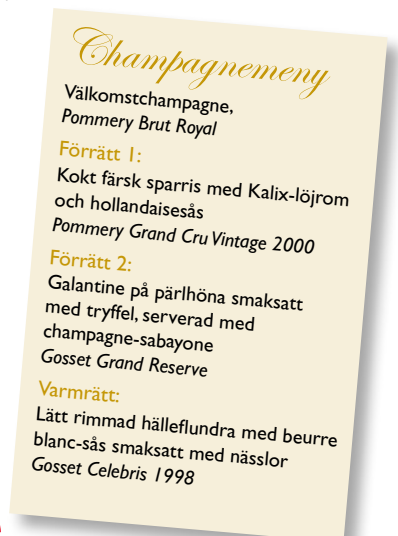 Champagnemeny
Välkomstchampagne,
Pommery Brut Royal
Förrätt 1:
Kokt färsk sparris med Kalix-löjrom
och hollandaisesås
Pommery Grand Cru Vintage 2000
Förrätt 2:
Galantine på pärlhöna smaksatt
med tryffel, serverad med
champagne-sabayone
Gosset Grand Reserve
Varmrätt:
Lätt rimmad hälleflundra med beurre
blanc-sås smaksatt med nässlor
Gosset Celebris 1998